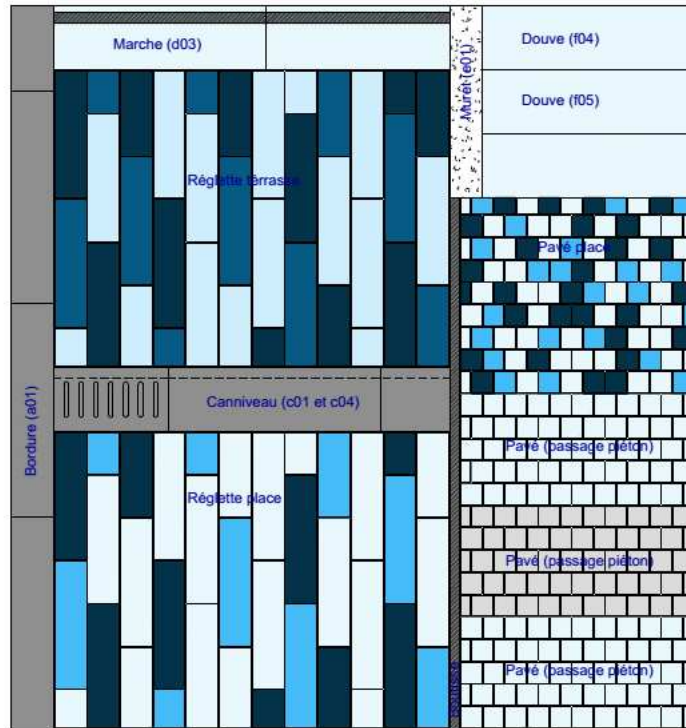 Marche (d03)
Muret (e01)
Douve (f04)
Douve (f05)
Réglette terrasse
Pavé place
Bordure (a01)
Canniveau (c01 et c04)
Pavé (passage piéton)
Réglette place
Pavé (passage piéton)
Pavé (passage piéton)